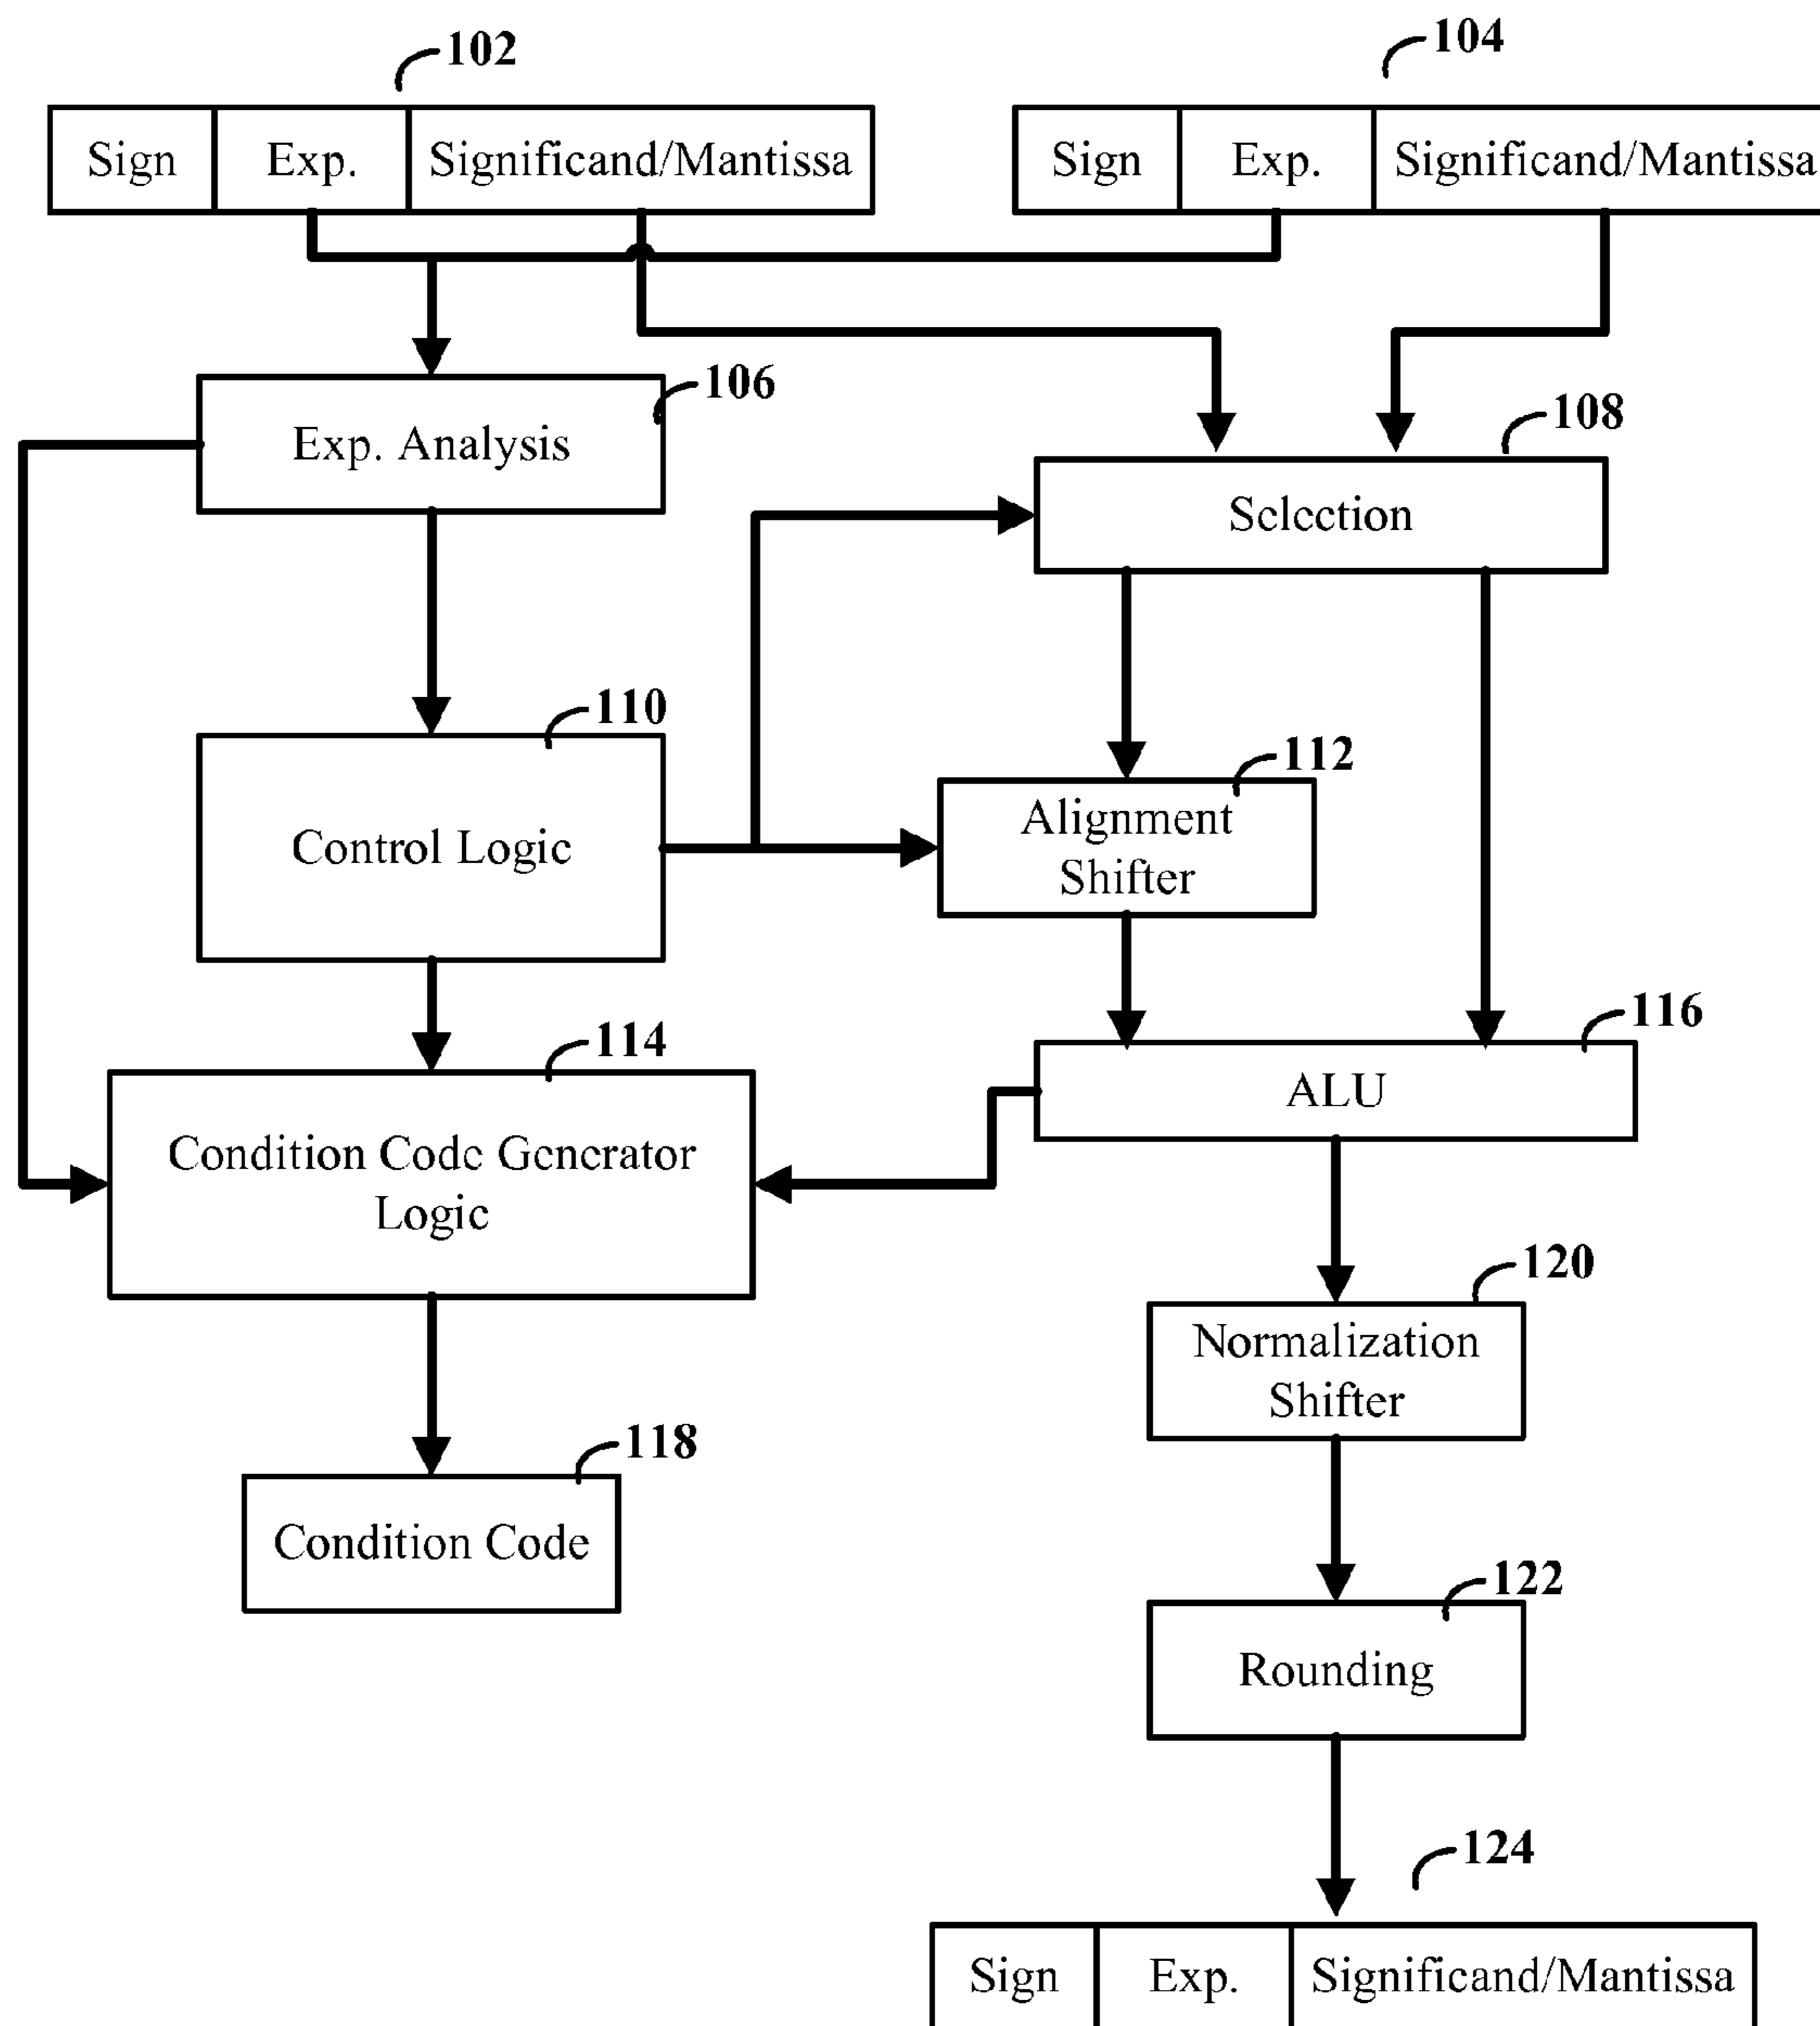 102
104
Sign Exp. Significand/Mantissa
Sign Exp. Significand/Mantissa
106
Exp. Analysis
108
Selection
110
Control Logic
112
Alignment
Shifter
114
Condition Code Generator
Logic
116
ALU
120
Normalization
Shifter
118
Condition Code
122
Rounding
124
Sign Exp. Significand/Mantissa